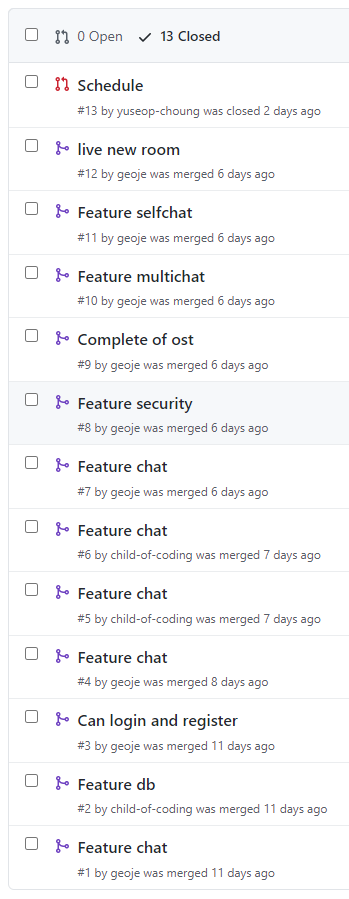 0 Open 13 Closed
Schedule
#13 by yuseop-choung was closed 2 days ago
live new room
#12 by geoje was merged 6 days ago
Feature selfchat
#11 by geoje was merged 6 days ago
Feature multichat
#10 by geoje was merged 6 days ago
Complete of ost
#9 by geoje was merged 6 days ago
Feature security
#8 by geoje was merged 6 days ago
Feature chat
#7 by geoje was merged 6 days ago
Feature chat
#6 by child-of-coding was merged 7 days ago
Feature chat
#5 by child-of-coding was merged 7 days ago
Feature chat
#4 by geoje was merged 8 days ago
Can login and register
#3 by geoje was merged 11 days ago
Feature db
#2 by child-of-coding was merged 11 days ago
Feature chat
#1 by geoje was merged 11 days ago